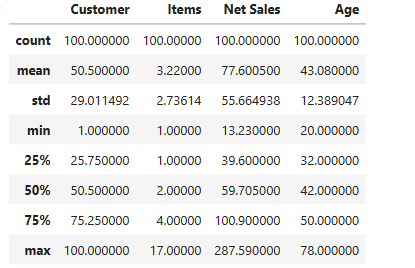 Customer Items Net Sales Age
count 100.000000 100.00000 100.000000 100.000000
mean 50.500000 3.22000 77.600500 43.080000
std 29.011492 2.73614 55.664938 12.389047
min 1.000000 1.00000 13.230000 20.000000
25% 25.750000 1.00000 39.600000 32.000000
50% 50.500000 2.00000 59.705000 42.000000
75% 75.250000 4.00000 100.900000 50.000000
max 100.000000 17.00000 287.590000 78.000000